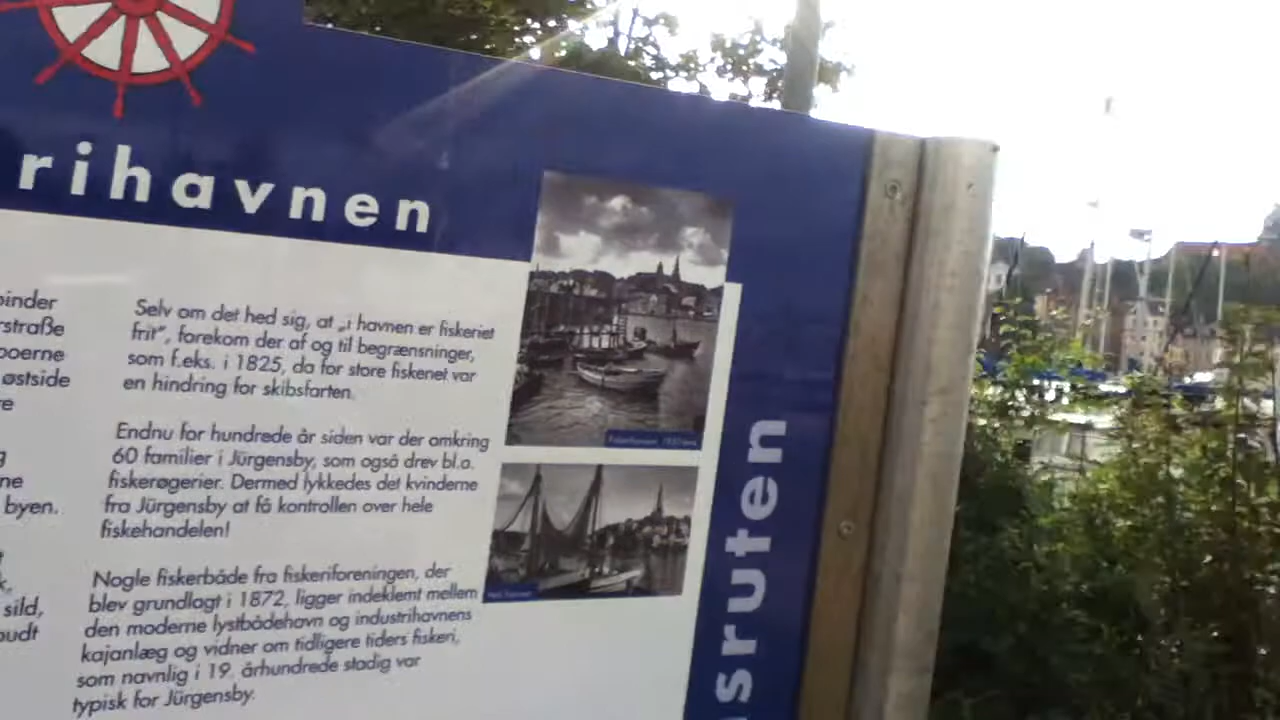 rihavnen
binder
rstraße
boerne
østside
re
g
ne
byen.
k,
sild,
oudt
Selv om det hed sig, at „i havnen er fiskeriet
frit", forekom der af og til begrænsninger,
som f.eks. i 1825, da for store fiskenet var
en hindring for skibsfarten.
Endnu for hundrede år siden var der omkring
60 familier i Jürgensby, som også drev bl.a.
fiskerøgerier. Dermed lykkedes det kvinderne
fra Jürgensby at få kontrollen over hele
fiskehandelen!
Nogle fiskerbåde fra fiskeriforeningen, der
blev grundlagt i 1872, ligger indeklemt mellem
den moderne lystbådehavn og industrihavnens
kajanlæg og vidner om tidligere tiders fiskeri,
som navnlig i 19. århundrede stadig var
typisk for Jürgensby.
sruten